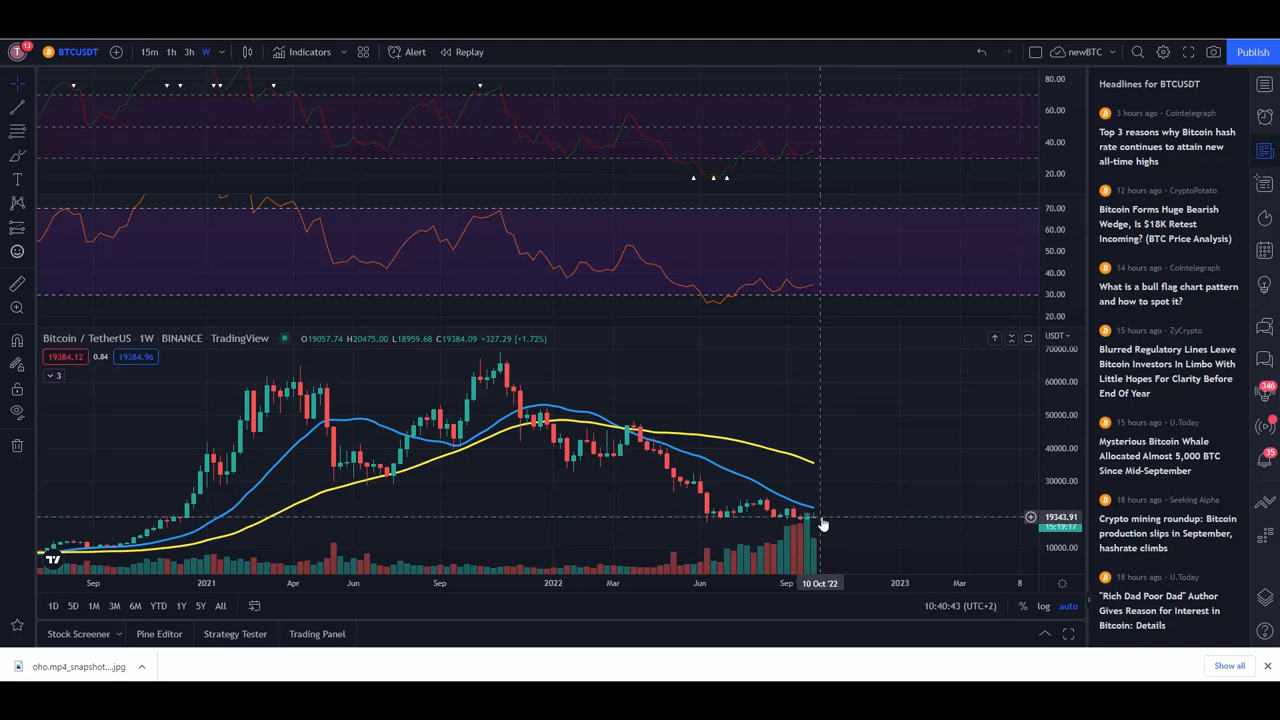 T 13 BTCUSDT 15m 1h 3h W Indicators Alert Replay newBTC Publish
Headlines for BTCUSDT
3 hours ago · Cointelegraph
Top 3 reasons why Bitcoin hash
rate continues to attain new
all-time highs
12 hours ago · CryptoPotato
Bitcoin Forms Huge Bearish
Wedge, Is $18K Retest
Incoming? (BTC Price Analysis)
14 hours ago · Cointelegraph
What is a bull flag chart pattern
and how to spot it?
15 hours ago · ZyCrypto
Blurred Regulatory Lines Leave
Bitcoin Investors In Limbo With
Little Hopes For Clarity Before
End Of Year
15 hours ago · U.Today
Mysterious Bitcoin Whale
Allocated Almost 5,000 BTC
Since Mid-September
18 hours ago · Seeking Alpha
Crypto mining roundup: Bitcoin
production slips in September,
hashrate climbs
18 hours ago · U.Today
"Rich Dad Poor Dad" Author
Gives Reason for Interest in
Bitcoin: Details
346
35
80.00
60.00
40.00
20.00
70.00
60.00
50.00
40.00
30.00
20.00
Bitcoin / TetherUS · 1W · BINANCE · TradingView O19057.74 H20475.00 L18959.68 C19384.09 +327.29 (+1.72%)
USDT
19384.12 0.84 19384.96
3
70000.00
60000.00
50000.00
40000.00
30000.00
19343.91
15:19:17
10000.00
Sep 2021 Apr Jun Sep 2022 Mar Jun Sep 10 Oct '22 2023 Mar 8
1D 5D 1M 3M 6M YTD 1Y 5Y All 10:40:43 (UTC+2) % log auto
Stock Screener Pine Editor Strategy Tester Trading Panel
oho.mp4_snapshot....jpg Show all